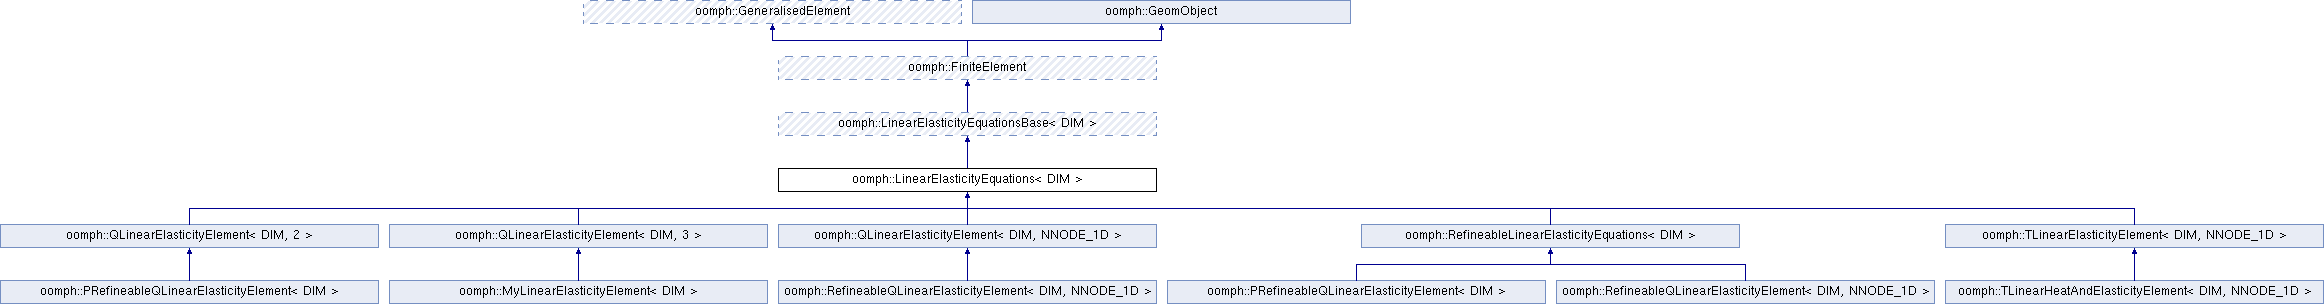 oomph::GeneralisedElement
oomph::GeomObject
oomph::FiniteElement
oomph::LinearElasticityEquationsBase< DIM >
oomph::LinearElasticityEquations< DIM >
oomph::QLinearElasticityElement< DIM, 2 >
oomph::QLinearElasticityElement< DIM, 3 >
oomph::QLinearElasticityElement< DIM, NNODE_1D >
oomph::RefineableLinearElasticityEquations< DIM >
oomph::TLinearElasticityElement< DIM, NNODE_1D >
oomph::PRefineableQLinearElasticityElement< DIM >
oomph::MyLinearElasticityElement< DIM >
oomph::RefineableQLinearElasticityElement< DIM, NNODE_1D >
oomph::PRefineableQLinearElasticityElement< DIM >
oomph::RefineableQLinearElasticityElement< DIM, NNODE_1D >
oomph::TLinearHeatAndElasticityElement< DIM, NNODE_1D >